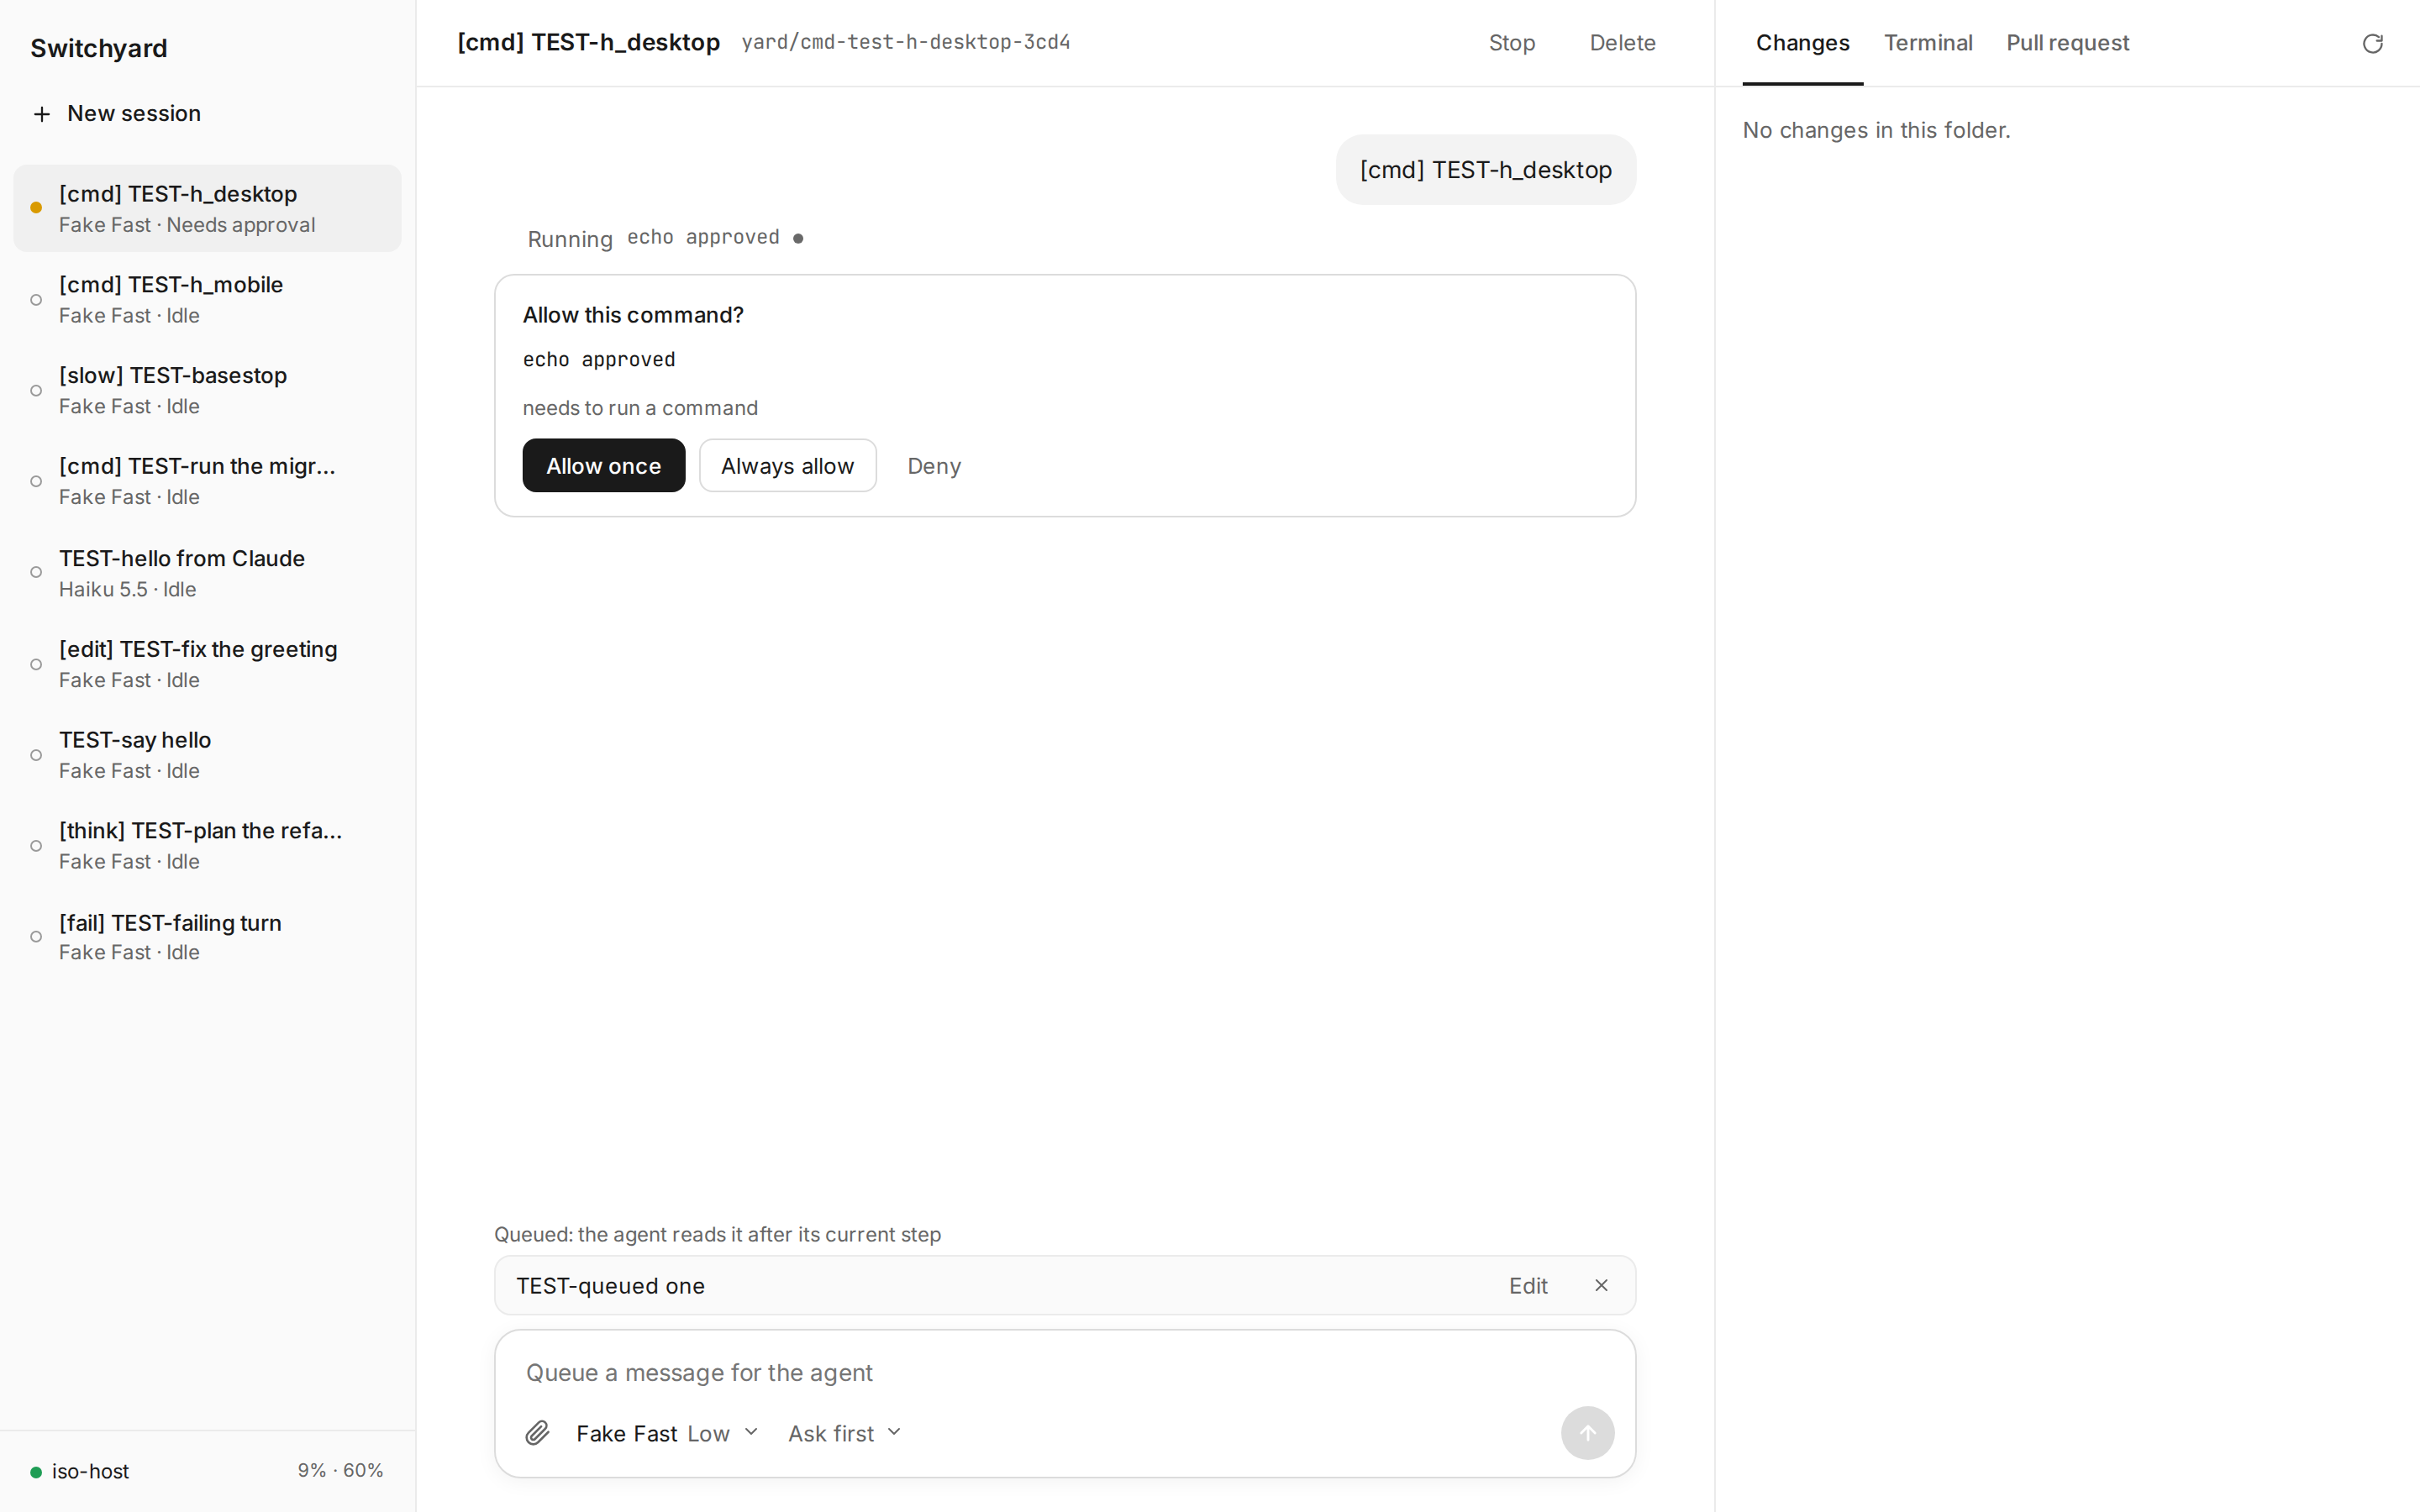 Switchyard
New session
[cmd] TEST-h_desktop
Fake Fast · Needs approval
[cmd] TEST-h_mobile
Fake Fast · Idle
[slow] TEST-basestop
Fake Fast · Idle
[cmd] TEST-run the migr...
Fake Fast · Idle
TEST-hello from Claude
Haiku 5.5 · Idle
[edit] TEST-fix the greeting
Fake Fast · Idle
TEST-say hello
Fake Fast · Idle
[think] TEST-plan the refa...
Fake Fast · Idle
[fail] TEST-failing turn
Fake Fast · Idle
iso-host 9% · 60%
[cmd] TEST-h_desktop yard/cmd-test-h-desktop-3cd4 Stop Delete
[cmd] TEST-h_desktop
Running echo approved
Allow this command?
echo approved
needs to run a command
Allow once Always allow Deny
Queued: the agent reads it after its current step
TEST-queued one Edit
Queue a message for the agent
Fake Fast Low Ask first
Changes Terminal Pull request
No changes in this folder.